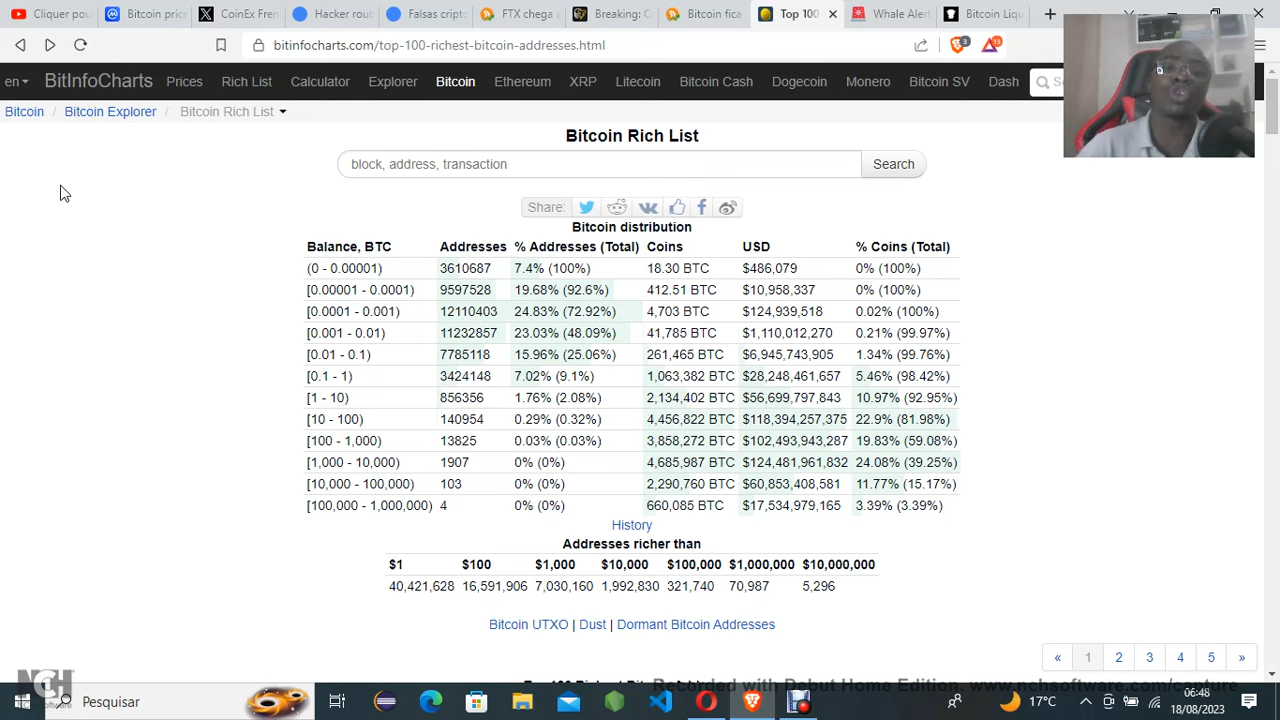 Cliquer pou
Bitcoin price
CoinEx Fren
Hacker roub
Falsas cript
FTX chega a
Breaking: C
Bitcoin fica
Top 100
Whale Alert
Bitcoin Liqu
bitinfocharts.com/top-100-richest-bitcoin-addresses.html
3
13
en BitInfoCharts Prices Rich List Calculator Explorer Bitcoin Ethereum XRP Litecoin Bitcoin Cash Dogecoin Monero Bitcoin SV Dash
Bitcoin / Bitcoin Explorer / Bitcoin Rich List
Bitcoin Rich List
block, address, transaction Search
Share:
Bitcoin distribution
Balance, BTC Addresses % Addresses (Total) Coins USD % Coins (Total)
(0 - 0.00001) 3610687 7.4% (100%) 18.30 BTC $486,079 0% (100%)
[0.00001 - 0.0001) 9597528 19.68% (92.6%) 412.51 BTC $10,958,337 0% (100%)
[0.0001 - 0.001) 12110403 24.83% (72.92%) 4,703 BTC $124,939,518 0.02% (100%)
[0.001 - 0.01) 11232857 23.03% (48.09%) 41,785 BTC $1,110,012,270 0.21% (99.97%)
[0.01 - 0.1) 7785118 15.96% (25.06%) 261,465 BTC $6,945,743,905 1.34% (99.76%)
[0.1 - 1) 3424148 7.02% (9.1%) 1,063,382 BTC $28,248,461,657 5.46% (98.42%)
[1 - 10) 856356 1.76% (2.08%) 2,134,402 BTC $56,699,797,843 10.97% (92.95%)
[10 - 100) 140954 0.29% (0.32%) 4,456,822 BTC $118,394,257,375 22.9% (81.98%)
[100 - 1,000) 13825 0.03% (0.03%) 3,858,272 BTC $102,493,943,287 19.83% (59.08%)
[1,000 - 10,000) 1907 0% (0%) 4,685,987 BTC $124,481,961,832 24.08% (39.25%)
[10,000 - 100,000) 103 0% (0%) 2,290,760 BTC $60,853,408,581 11.77% (15.17%)
[100,000 - 1,000,000) 4 0% (0%) 660,085 BTC $17,534,979,165 3.39% (3.39%)
History
Addresses richer than
$1 $100 $1,000 $10,000 $100,000 $1,000,000 $10,000,000
40,421,628 16,591,906 7,030,160 1,992,830 321,740 70,987 5,296
Bitcoin UTXO | Dust | Dormant Bitcoin Addresses
« 1 2 3 4 5 »
Recorded with Debut Home Edition. www.nchsoftware.com/capture
NCH
Software
Pesquisar
17°C
06:48
18/08/2023